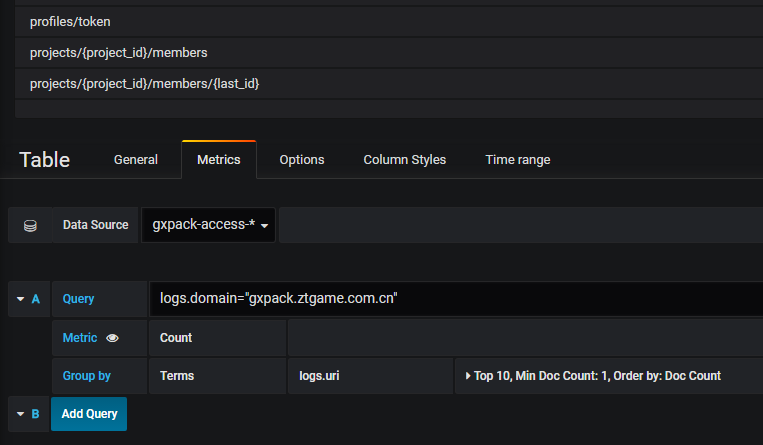 profiles/token
projects/{project_id}/members
projects/{project_id}/members/{last_id}
Table General Metrics Options Column Styles Time range
Data Source gxpack-access-*
A Query logs.domain="gxpack.ztgame.com.cn"
Metric Count
Group by Terms logs.uri Top 10, Min Doc Count: 1, Order by: Doc Count
B Add Query